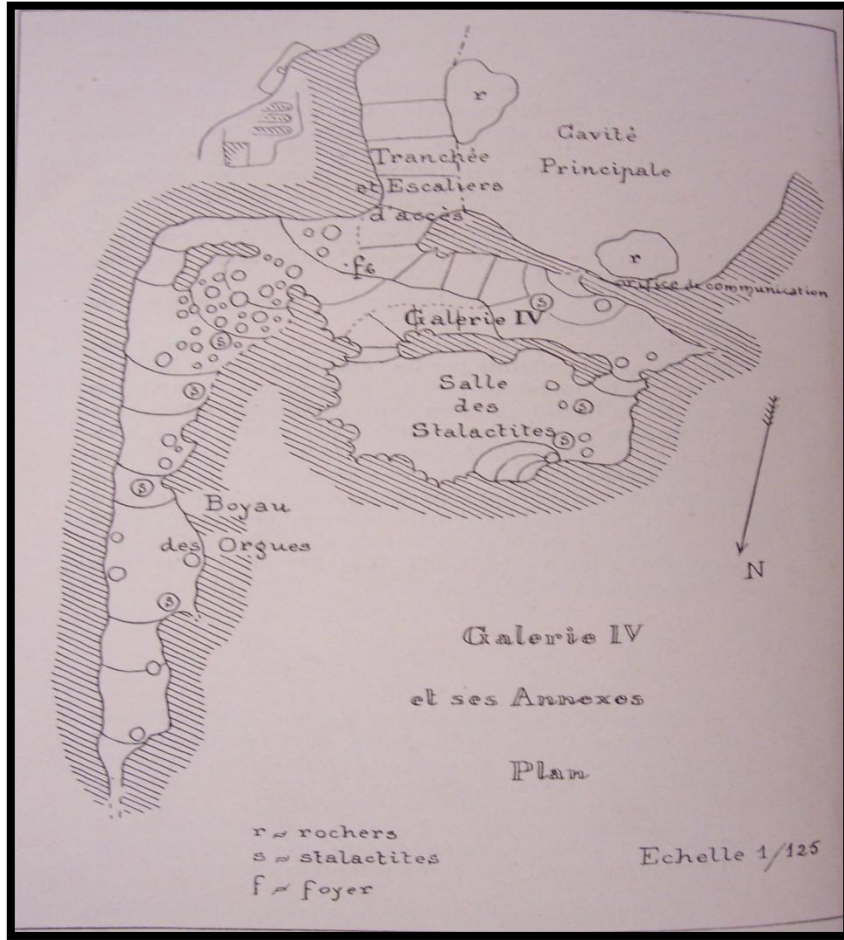 r
Cavité
Principale
Tranchée
et Escaliers
d'accès
r
orifice de communication
.f6
s
Galerie IV
s
Salle
des
Stalactites
s
s
s
s
Boyau
des Orgues
s
N
Galerie IV
et ses Annexes
Plan
r = rochers
s = stalactites
f = foyer
Echelle 1/125